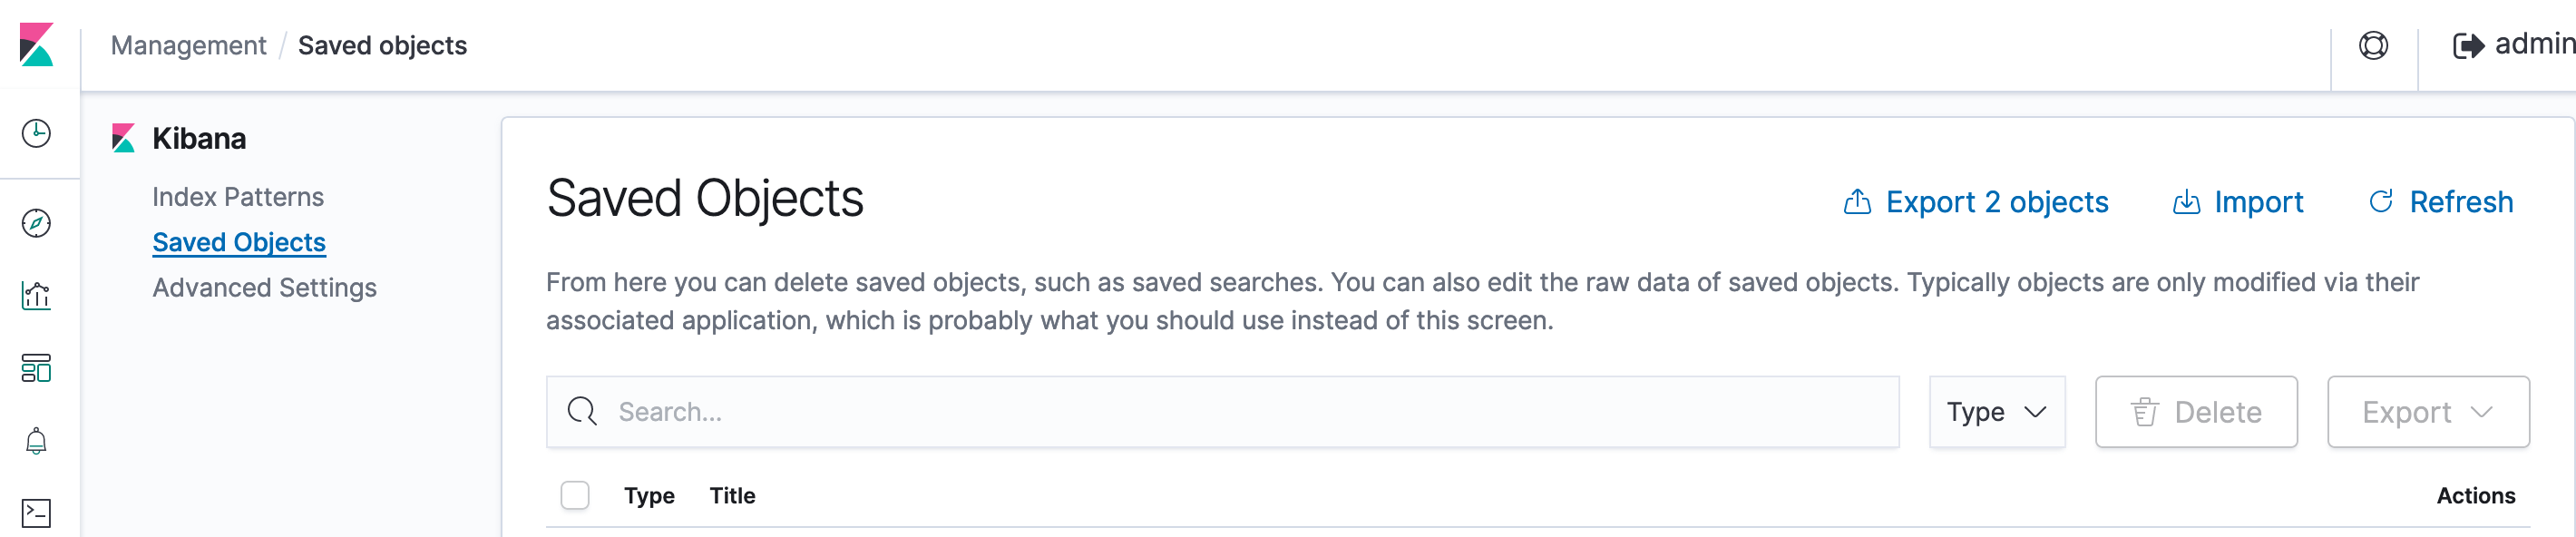 Management / Saved objects
admin
Kibana
Index Patterns
Saved Objects
Advanced Settings
Saved Objects
Export 2 objects
Import
Refresh
From here you can delete saved objects, such as saved searches. You can also edit the raw data of saved objects. Typically objects are only modified via their
associated application, which is probably what you should use instead of this screen.
Search...
Type
Delete
Export
Type Title Actions